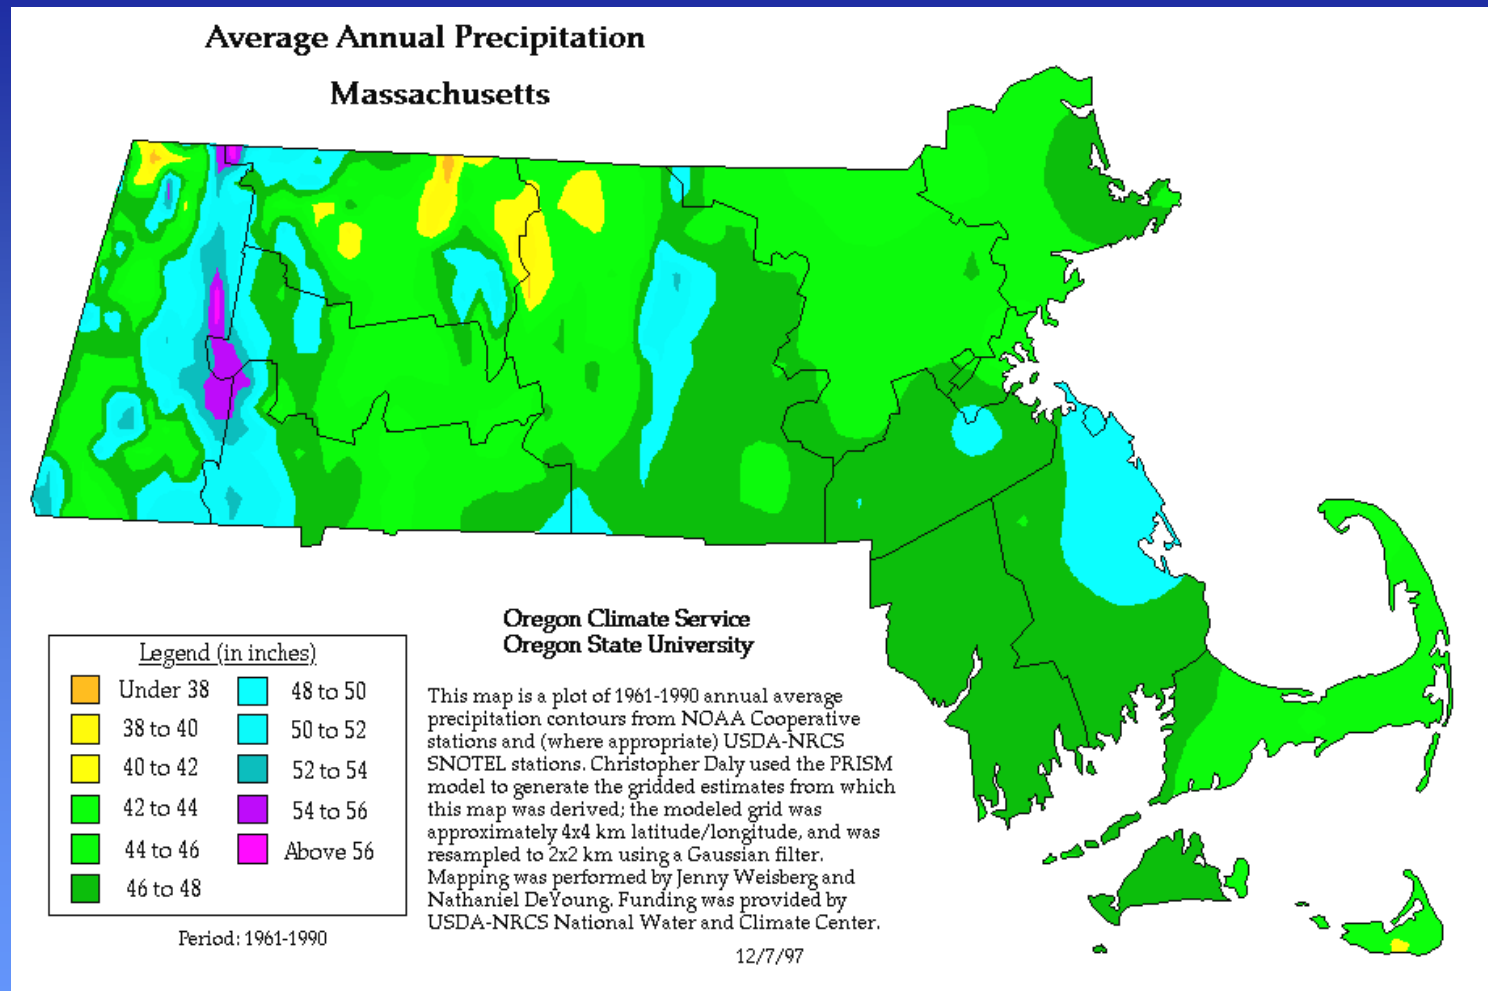 Average Annual Precipitation
Massachusetts
Oregon Climate Service
Oregon State University
Legend (in inches)
Under 38
38 to 40
40 to 42
42 to 44
44 to 46
46 to 48
48 to 50
50 to 52
52 to 54
54 to 56
Above 56
Period: 1961-1990
This map is a plot of 1961-1990 annual average
precipitation contours from NOAA Cooperative
stations and (where appropriate) USDA-NRCS
SNOTEL stations. Christopher Daly used the PRISM
model to generate the gridded estimates from which
this map was derived; the modeled grid was
approximately 4x4 km latitude/longitude, and was
resampled to 2x2 km using a Gaussian filter.
Mapping was performed by Jenny Weisberg and
Nathaniel DeYoung. Funding was provided by
USDA-NRCS National Water and Climate Center.
12/7/97